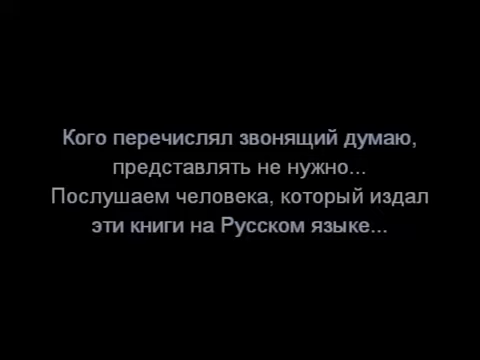 Кого перечислял звонящий думаю,
представлять не нужно...
Послушаем человека, который издал
эти книги на Русском языке...